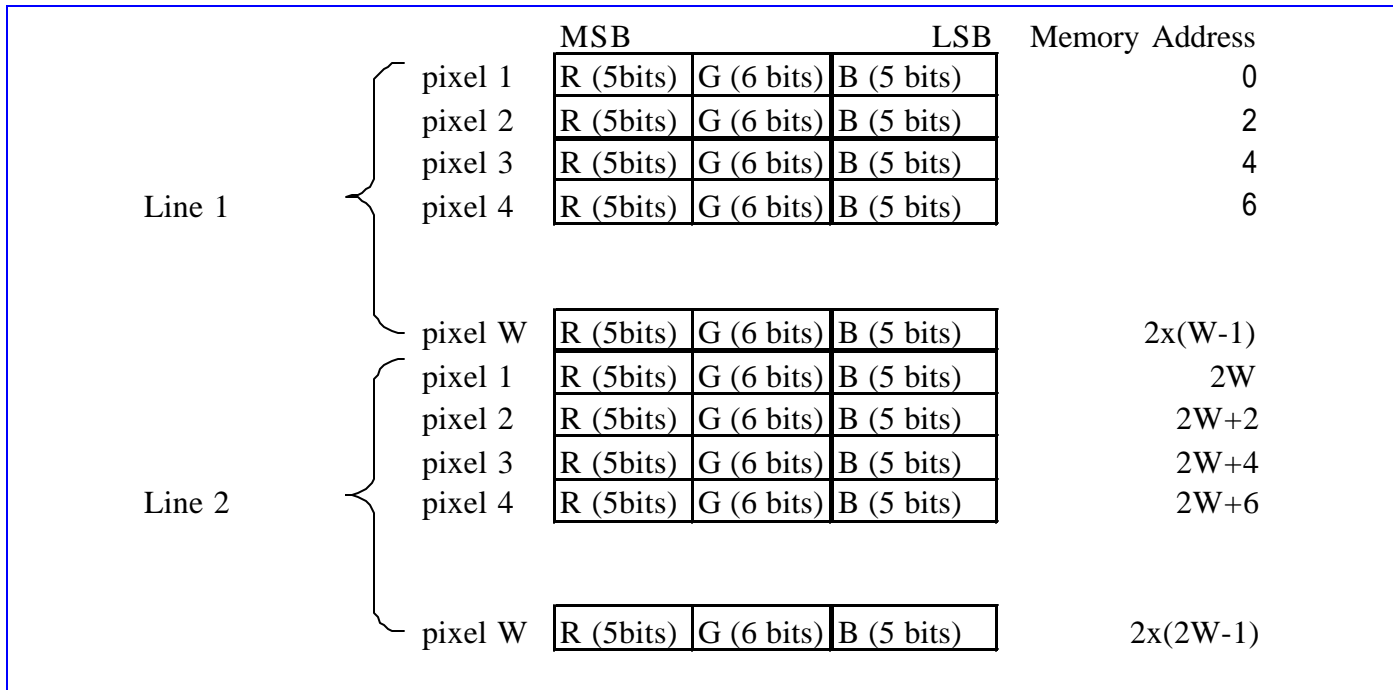 MSB LSB Memory Address
pixel 1 R (5bits) G (6 bits) B (5 bits) 0
pixel 2 R (5bits) G (6 bits) B (5 bits) 2
pixel 3 R (5bits) G (6 bits) B (5 bits) 4
Line 1 pixel 4 R (5bits) G (6 bits) B (5 bits) 6
pixel W R (5bits) G (6 bits) B (5 bits) 2x(W-1)
pixel 1 R (5bits) G (6 bits) B (5 bits) 2W
pixel 2 R (5bits) G (6 bits) B (5 bits) 2W+2
pixel 3 R (5bits) G (6 bits) B (5 bits) 2W+4
Line 2 pixel 4 R (5bits) G (6 bits) B (5 bits) 2W+6
pixel W R (5bits) G (6 bits) B (5 bits) 2x(2W-1)